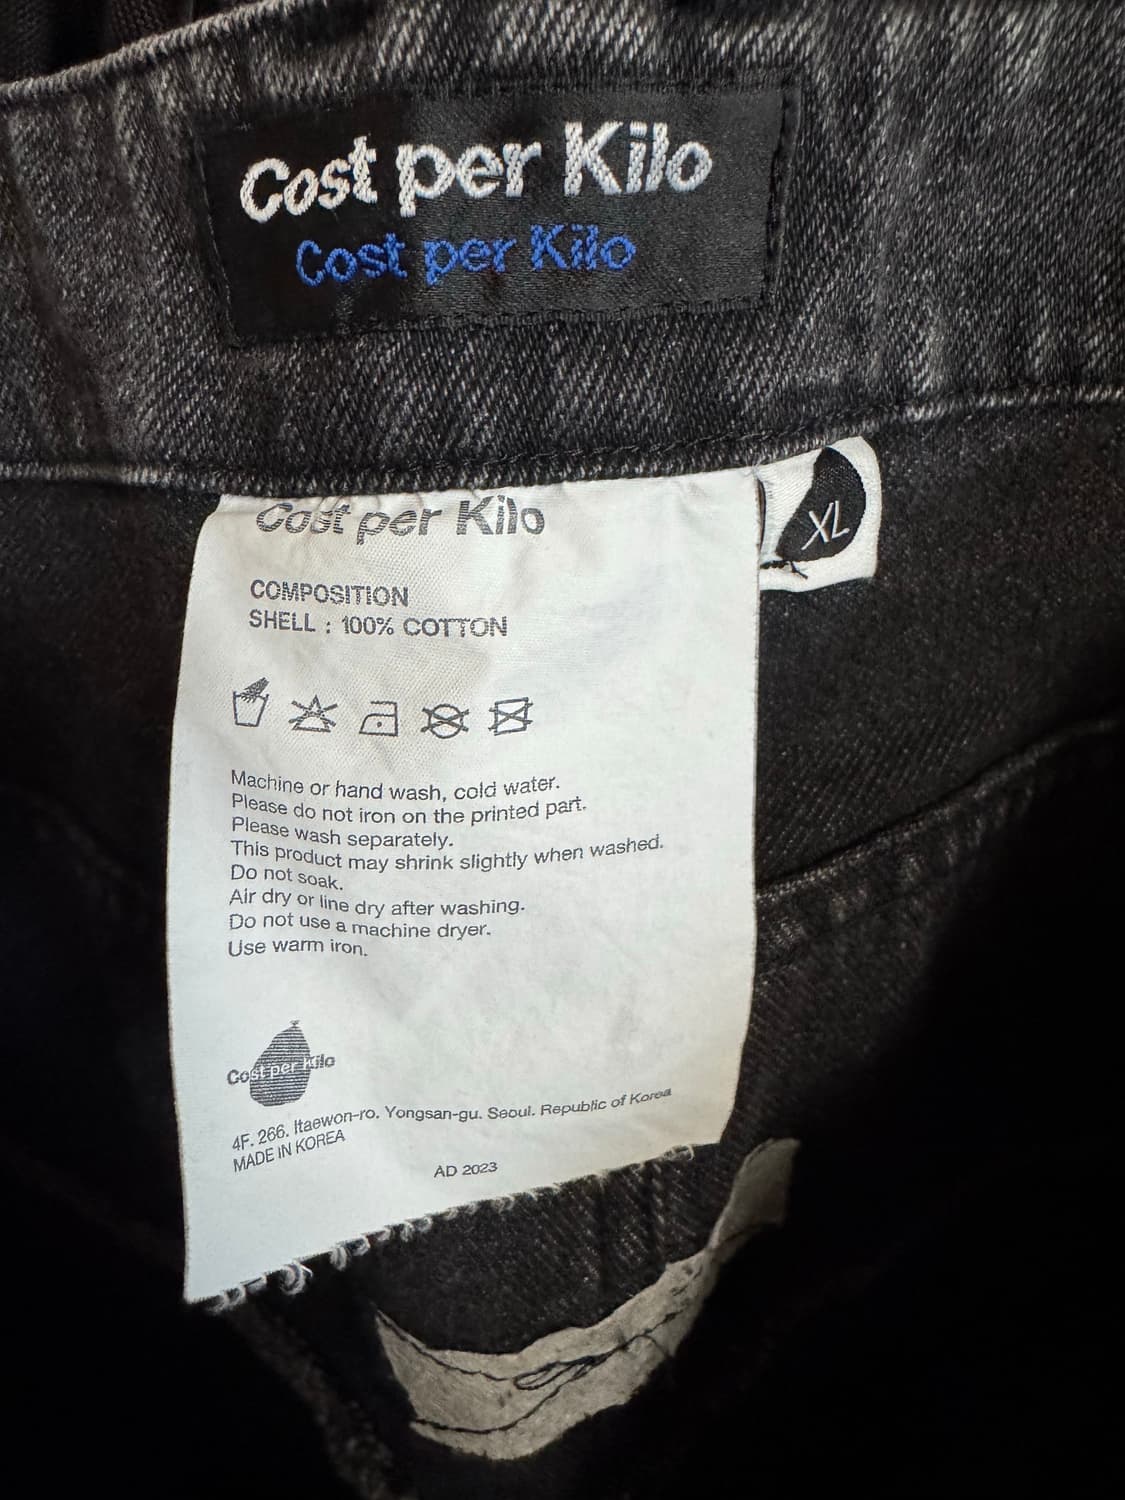 Cost per Kilo
Cost per Kilo
Cost per Kilo
XL
COMPOSITION
SHELL : 100% COTTON
Machine or hand wash, cold water.
Please do not iron on the printed part.
Please wash separately.
This product may shrink slightly when washed.
Do not soak.
Air dry or line dry after washing.
Do not use a machine dryer.
Use warm iron.
Cost per Kilo
4F. 266. Itaewon-ro. Yongsan-gu. Seoul. Republic of Korea
MADE IN KOREA
AD 2023